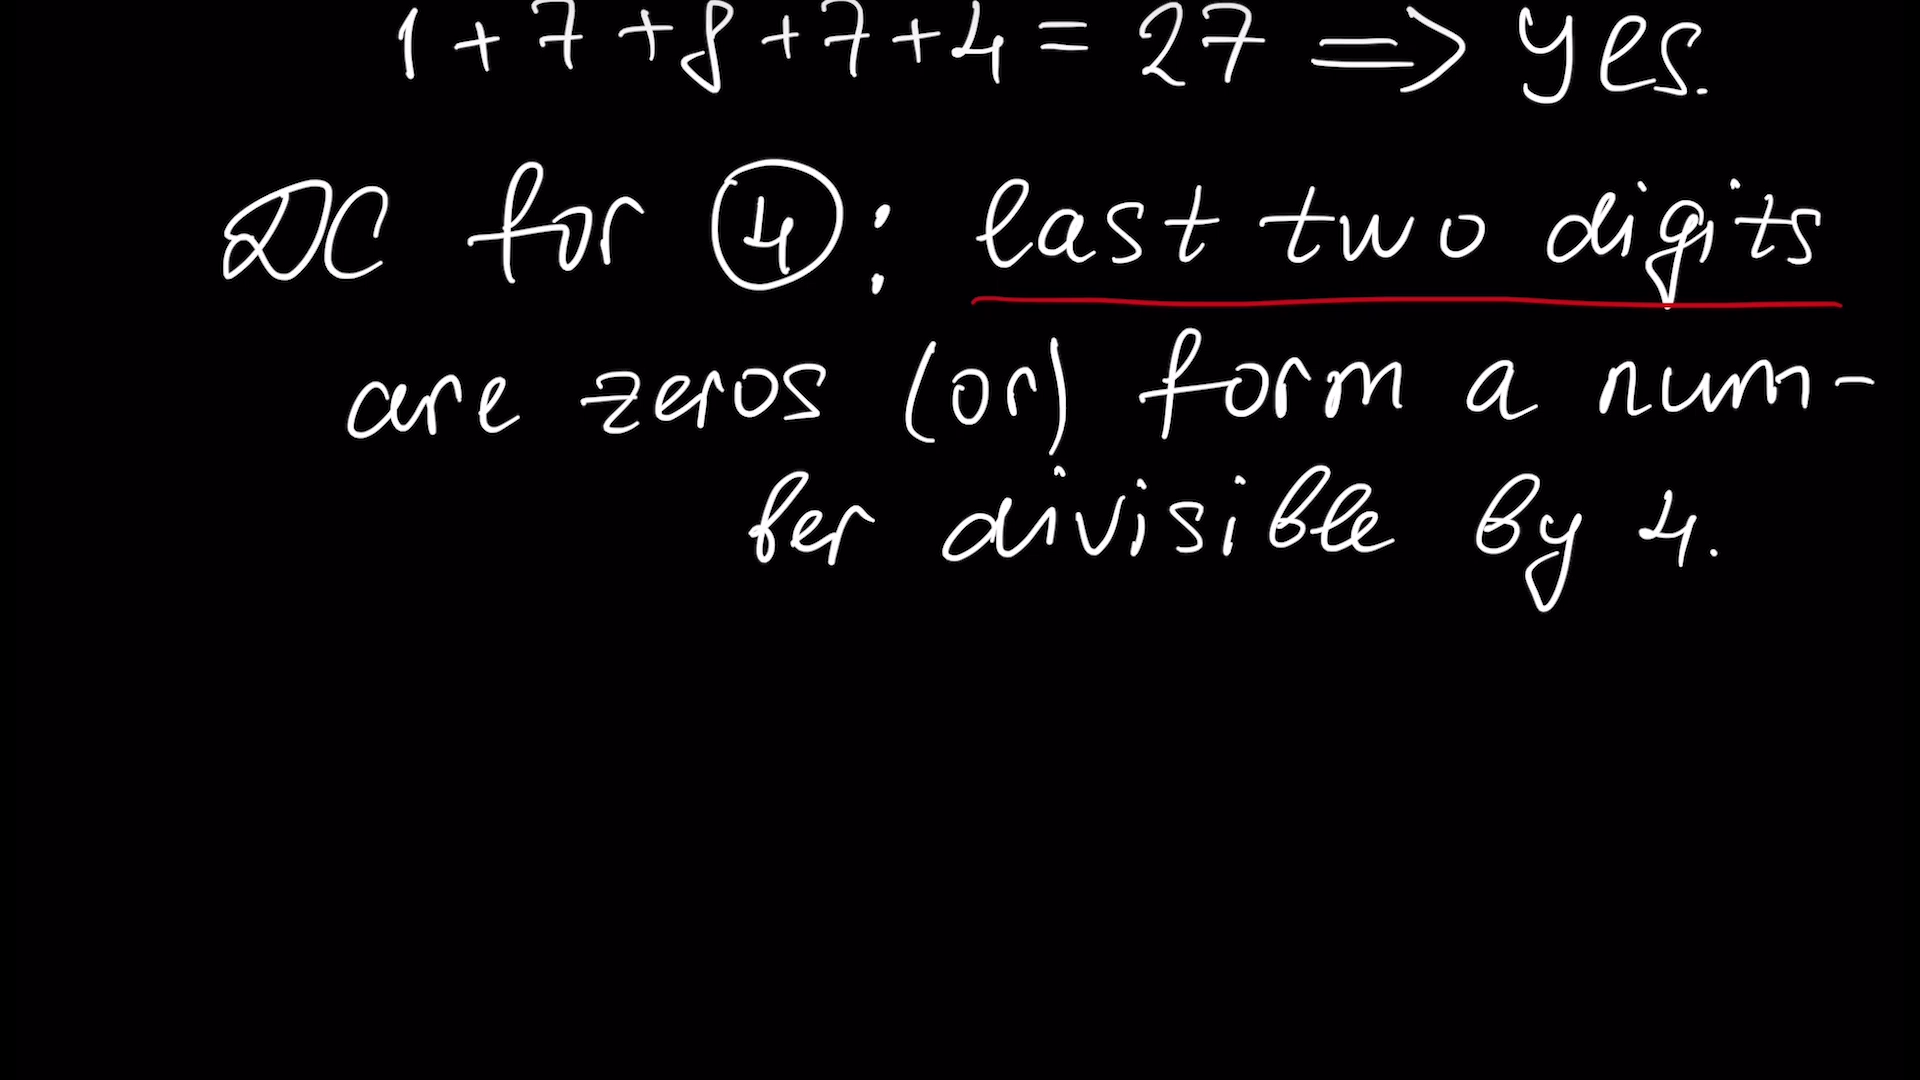 1+7+8+7+4= 27 => yes.
DC for 4: last two digits
are zeros (or) form a num-
ber divisible by 4.